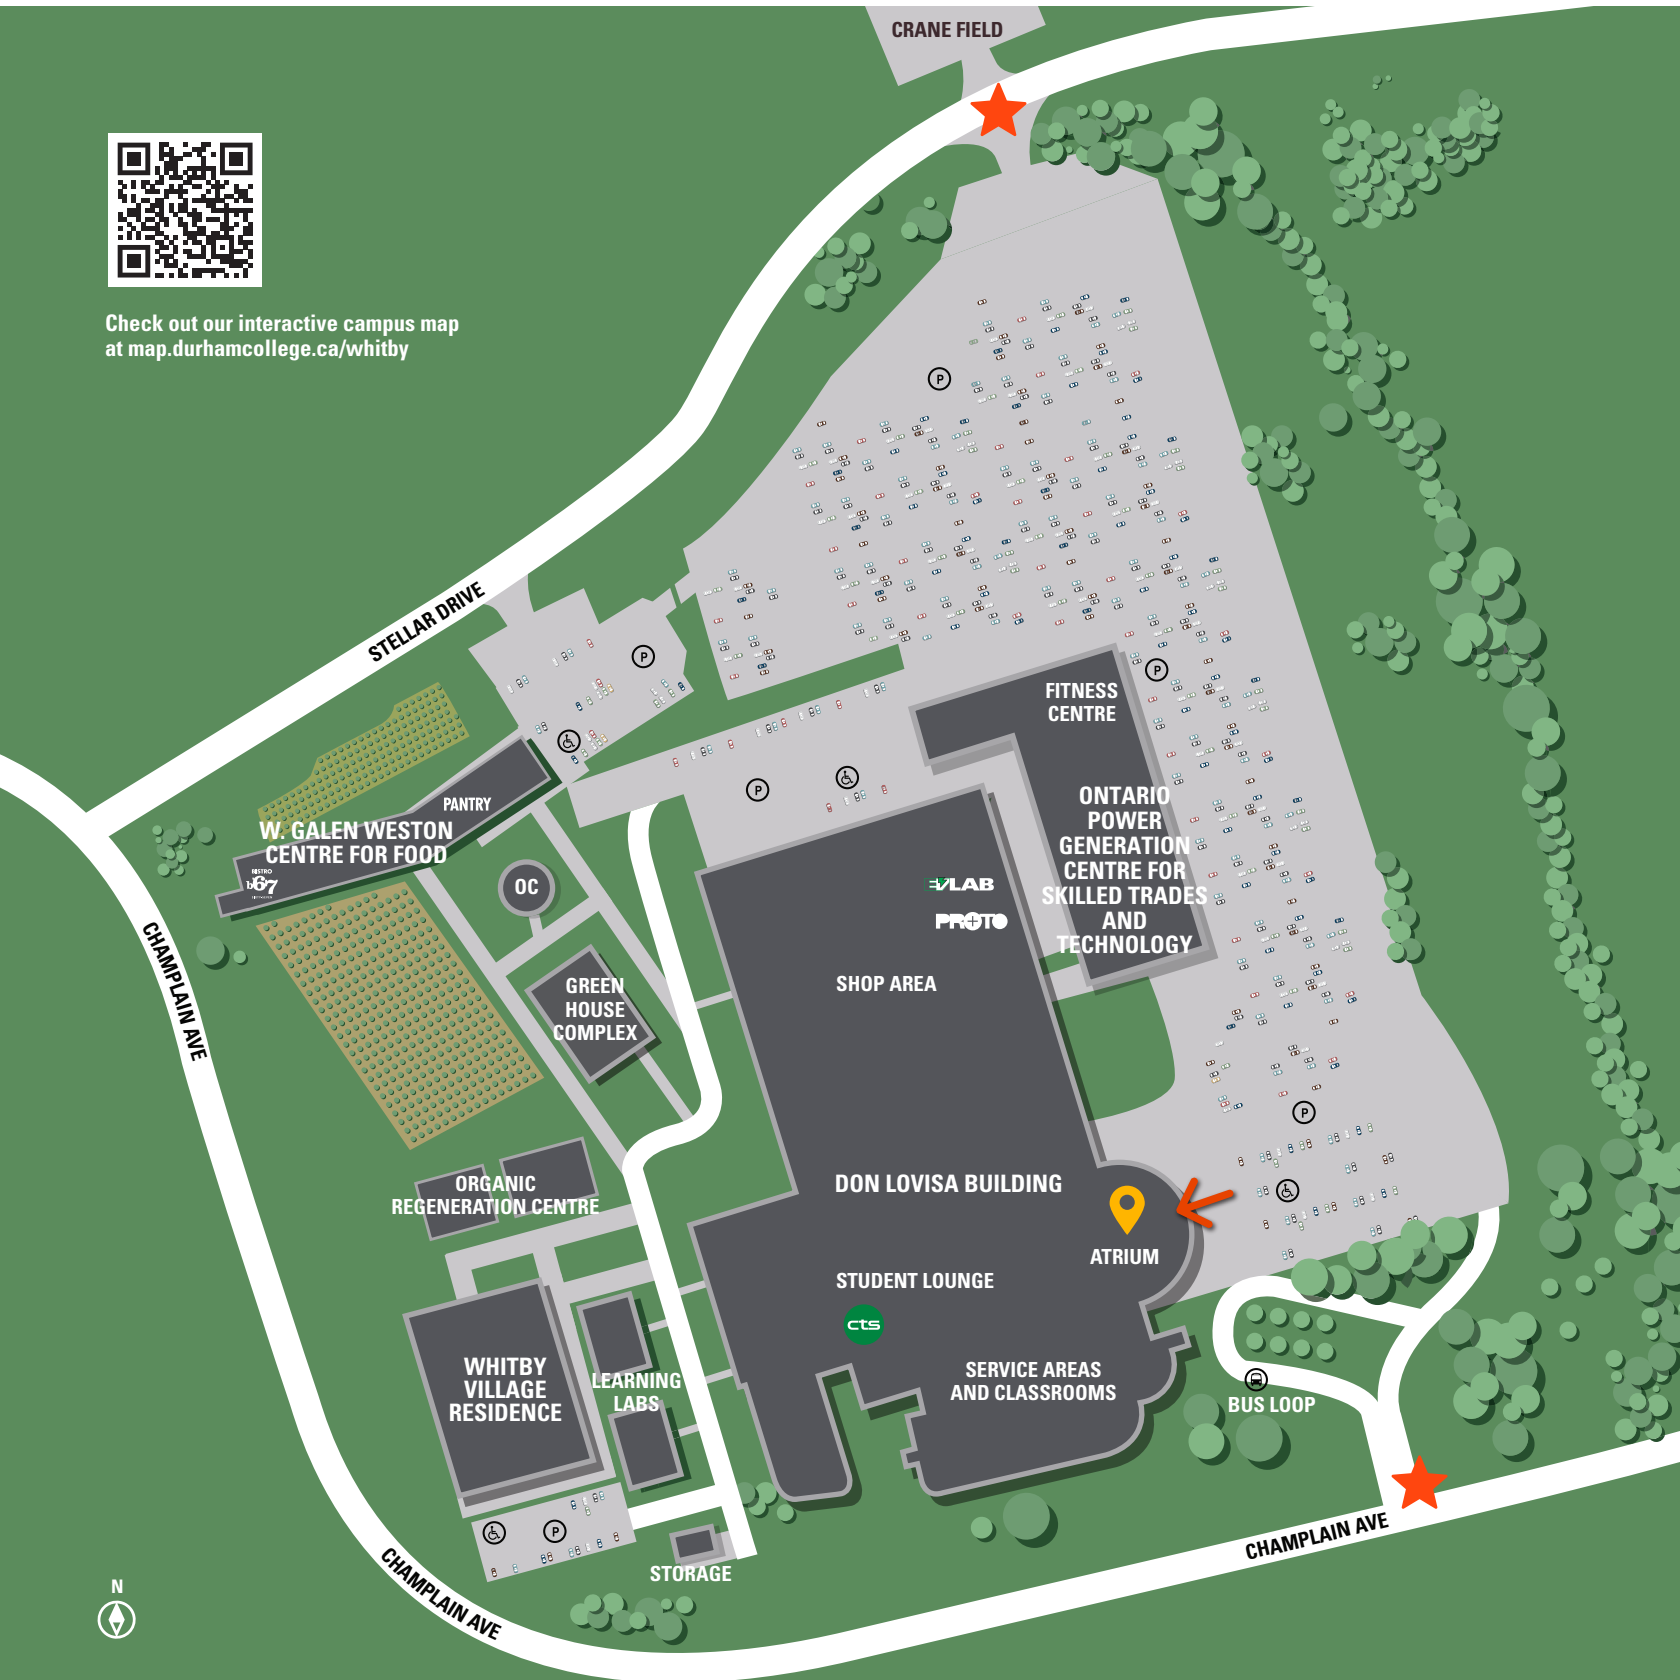 CRANE FIELD
Check out our interactive campus map
at map.durhamcollege.ca/whitby
P
STELLAR DRIVE
P
P
FITNESS
CENTRE
P
PANTRY
W. GALEN WESTON
CENTRE FOR FOOD
BISTRO
b67
OC
EVLAB
PROTO
ONTARIO
POWER
GENERATION
CENTRE FOR
SKILLED TRADES
AND
TECHNOLOGY
CHAMPLAIN AVE
GREEN
HOUSE
COMPLEX
SHOP AREA
P
ORGANIC
REGENERATION CENTRE
DON LOVISA BUILDING
ATRIUM
STUDENT LOUNGE
cts
WHITBY
VILLAGE
RESIDENCE
LEARNING
LABS
SERVICE AREAS
AND CLASSROOMS
BUS LOOP
P
STORAGE
CHAMPLAIN AVE
CHAMPLAIN AVE
N